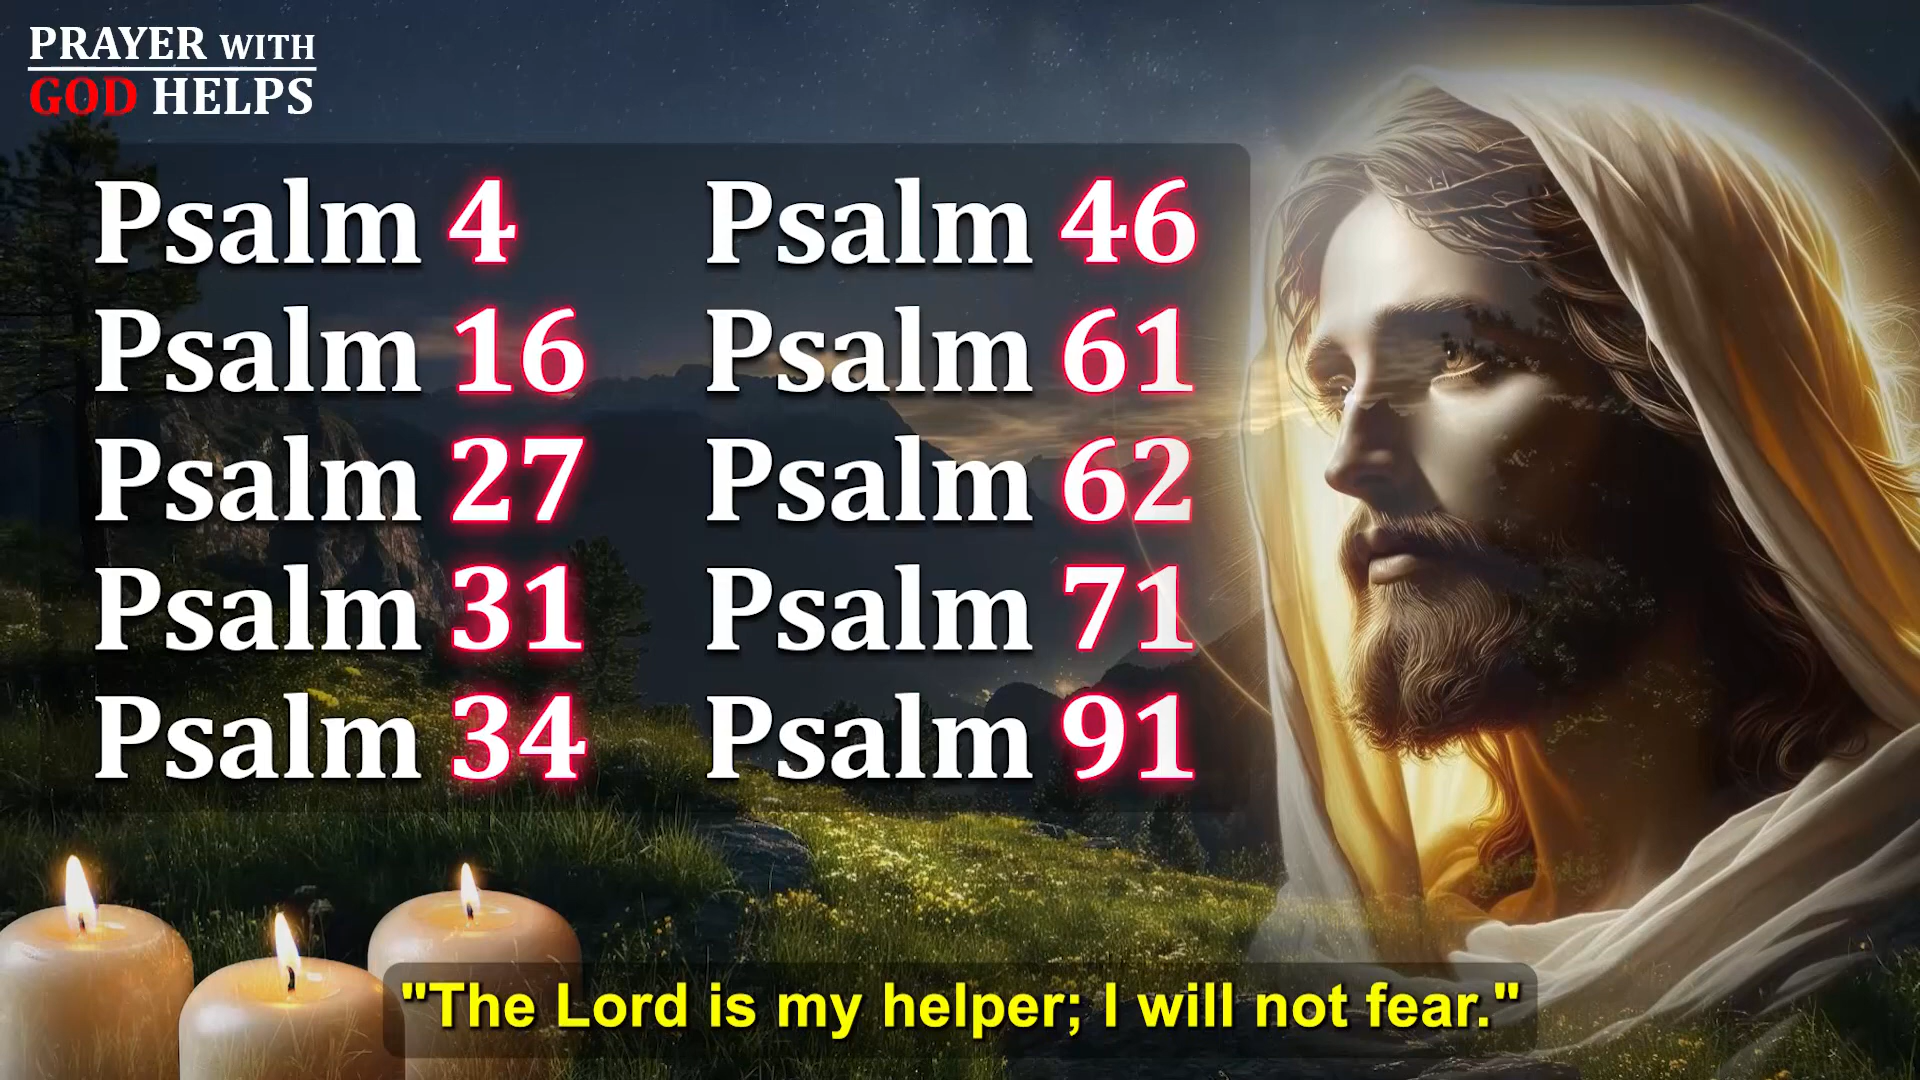 PRAYER WITH
GOD HELPS
Psalm 4
Psalm 16
Psalm 27
Psalm 31
Psalm 34
Psalm 46
Psalm 61
Psalm 62
Psalm 71
Psalm 91
"The Lord is my helper; I will not fear."